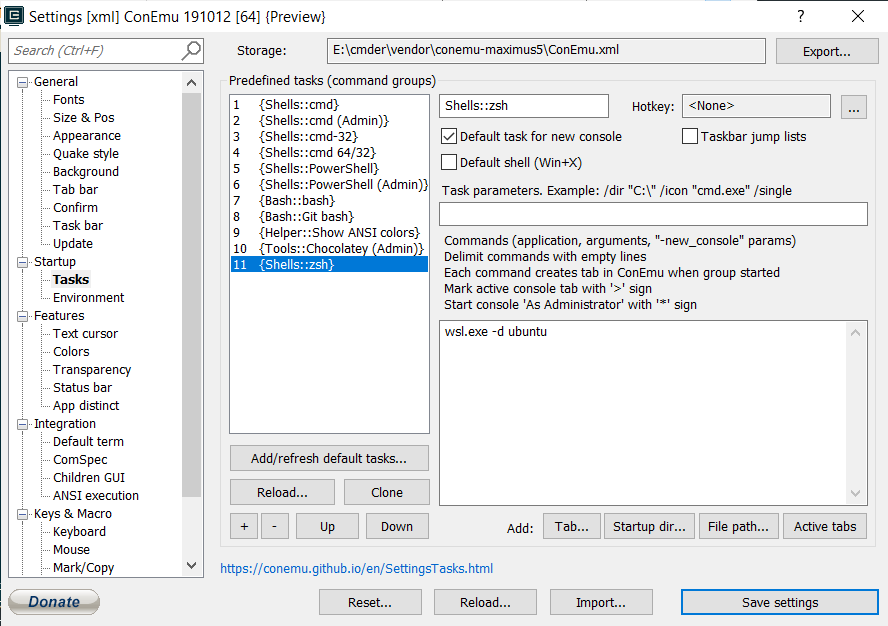 Settings [xml] ConEmu 191012 [64] {Preview}
?
Search (Ctrl+F)
Storage:
E:\cmder\vendor\conemu-maximus5\ConEmu.xml
Export...
General
Fonts
Size & Pos
Appearance
Quake style
Background
Tab bar
Confirm
Task bar
Update
Startup
Tasks
Environment
Features
Text cursor
Colors
Transparency
Status bar
App distinct
Integration
Default term
ComSpec
Children GUI
ANSI execution
Keys & Macro
Keyboard
Mouse
Mark/Copy
Predefined tasks (command groups)
1 {Shells::cmd}
2 {Shells::cmd (Admin)}
3 {Shells::cmd-32}
4 {Shells::cmd 64/32}
5 {Shells::PowerShell}
6 {Shells::PowerShell (Admin)}
7 {Bash::bash}
8 {Bash::Git bash}
9 {Helper::Show ANSI colors}
10 {Tools::Chocolatey (Admin)}
11 {Shells::zsh}
Add/refresh default tasks...
Reload... Clone
+ - Up Down
Shells::zsh Hotkey: <None> ...
Default task for new console Taskbar jump lists
Default shell (Win+X)
Task parameters. Example: /dir "C:\" /icon "cmd.exe" /single
Commands (application, arguments, "-new_console" params)
Delimit commands with empty lines
Each command creates tab in ConEmu when group started
Mark active console tab with '>' sign
Start console 'As Administrator' with '*' sign
wsl.exe -d ubuntu
Add: Tab... Startup dir... File path... Active tabs
https://conemu.github.io/en/SettingsTasks.html
Donate Reset... Reload... Import... Save settings